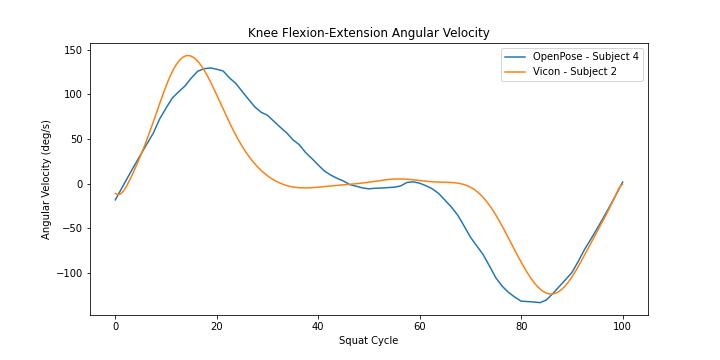 Knee Flexion-Extension Angular Velocity
OpenPose - Subject 4
Vicon - Subject 2
Angular Velocity (deg/s)
150
100
50
0
−50
−100
0 20 40 60 80 100
Squat Cycle